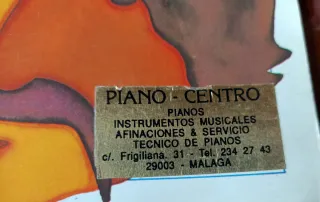 PIANO - CENTRO
PIANOS
INSTRUMENTOS MUSICALES
AFINACIONES & SERVICIO
TECNICO DE PIANOS
c/. Frigiliana. 31 - Tel. 234 27 43
29003 - MALAGA